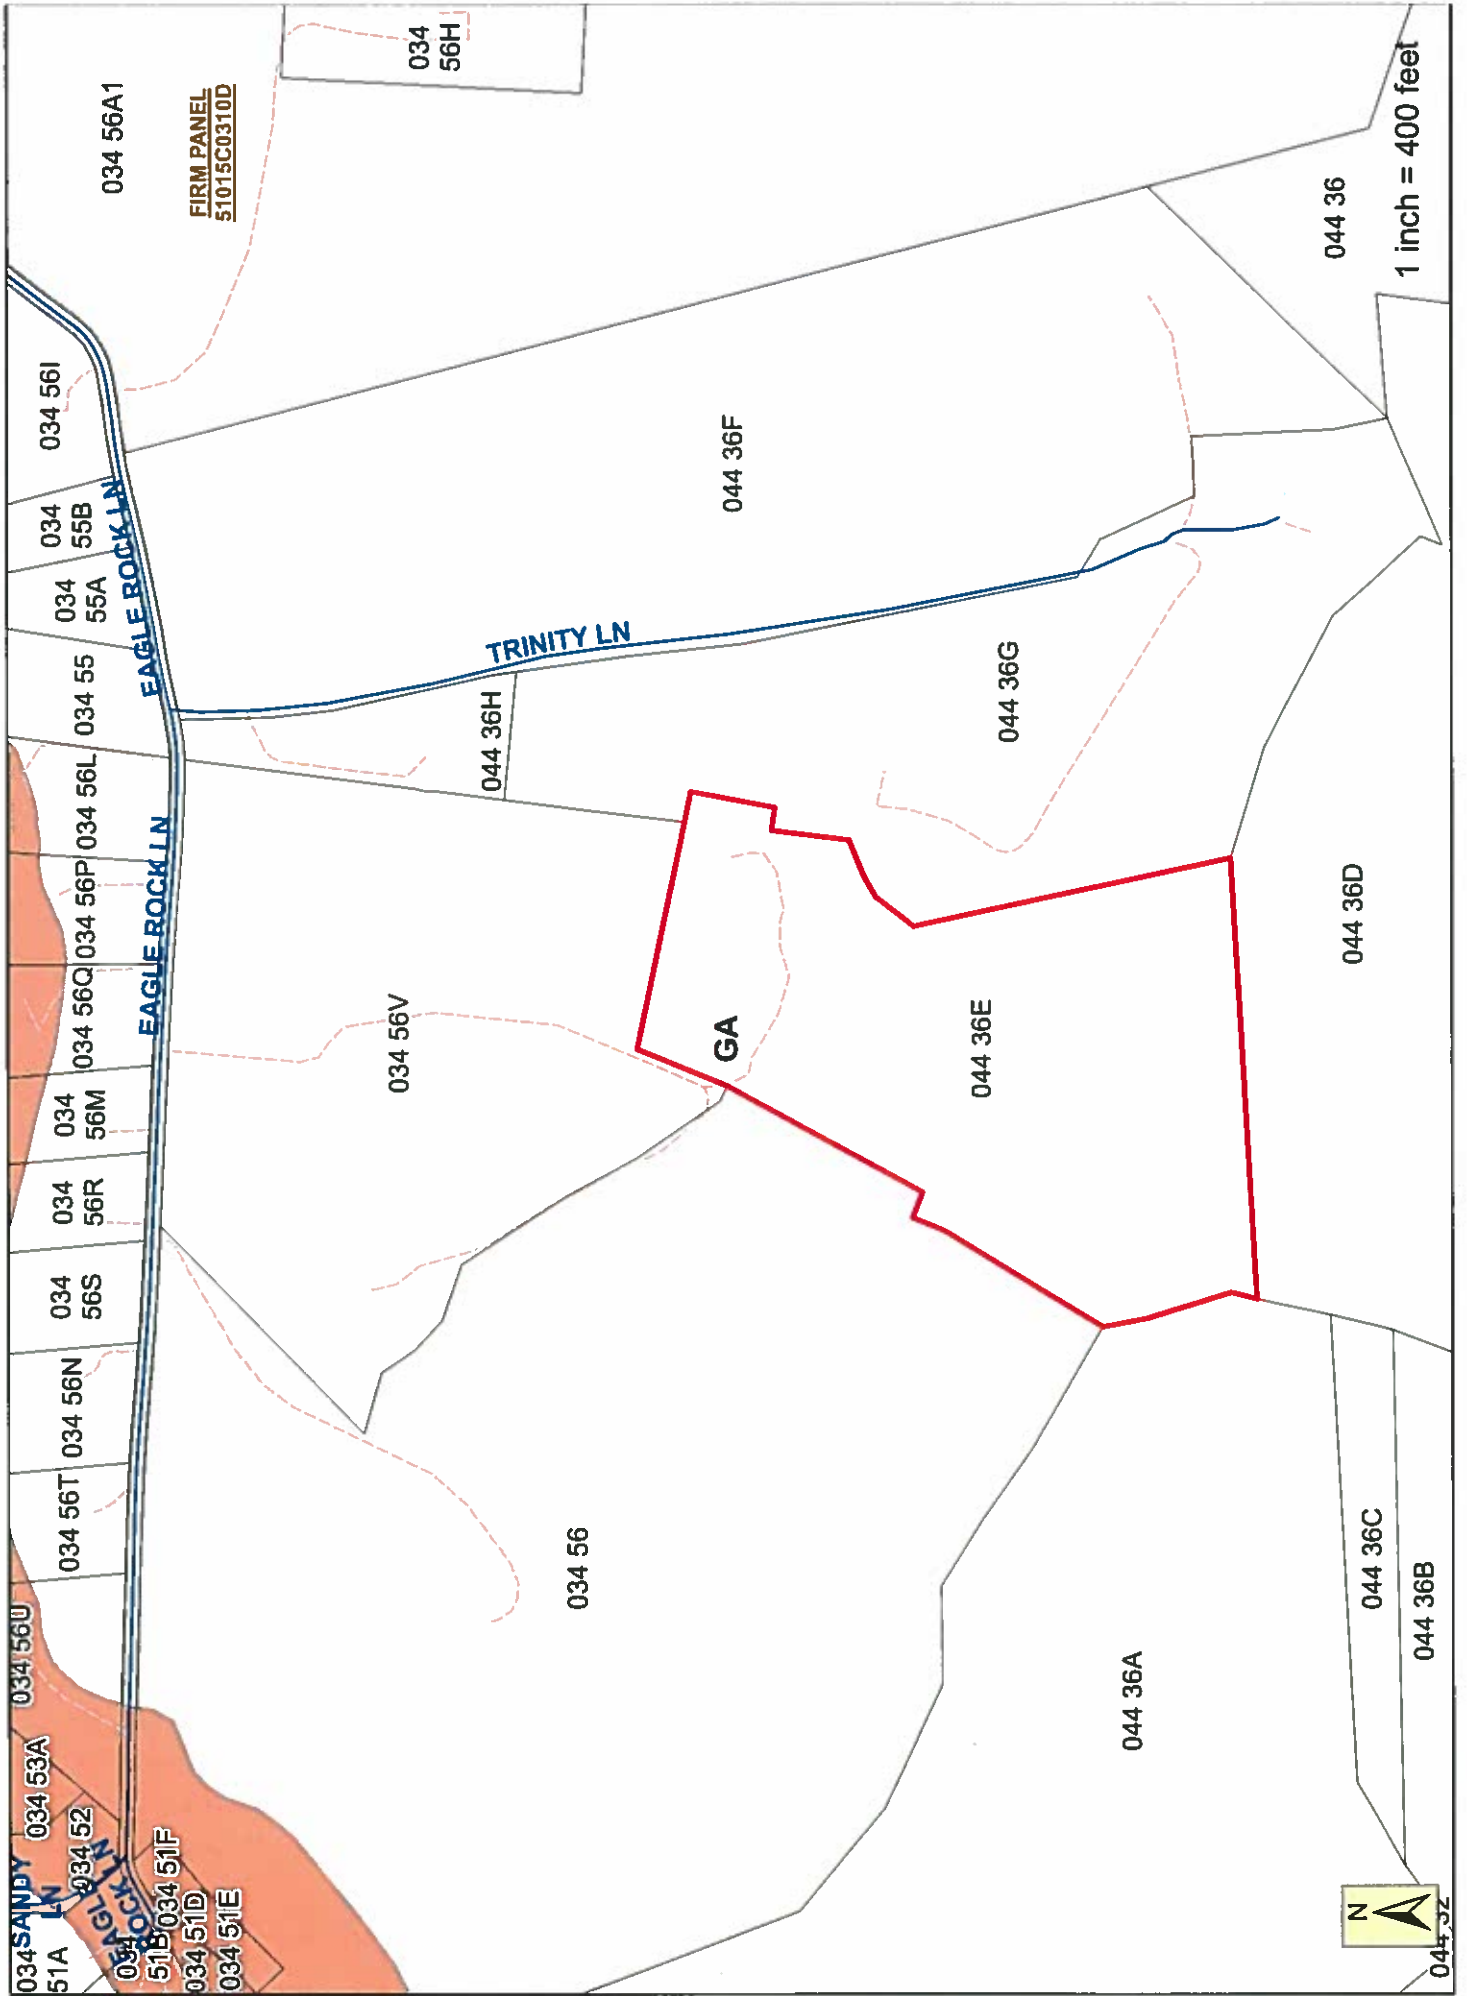 034
51A
SANDY
LN
034 53A
034 52
EAGLE
ROCK LN
034
51B
034 51F
034 51D
034 51E
034 56U
034 56T
034 56N
034
56S
034
56R
034
56M
034 56Q
034 56P
034 56L
034 55
034
55A
034
55B
034 56I
034 56A1
FIRM PANEL
51015C0310D
034
56H
EAGLE ROCK LN
EAGLE ROCK LN
034 56V
TRINITY LN
044 36H
044 36F
034 56
GA
044 36E
044 36G
044 36A
044 36D
044 36
044 36C
044 36B
N
044 32
1 inch = 400 feet